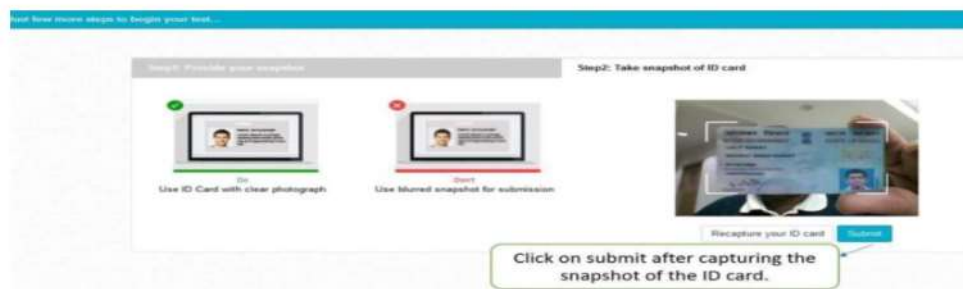 Just few more steps to begin your test...
Step1: Provide your snapshot
Step2: Take snapshot of ID card
Do
Use ID Card with clear photograph
Don't
Use blurred snapshot for submission
Recapture your ID card
Submit
Click on submit after capturing the
snapshot of the ID card.